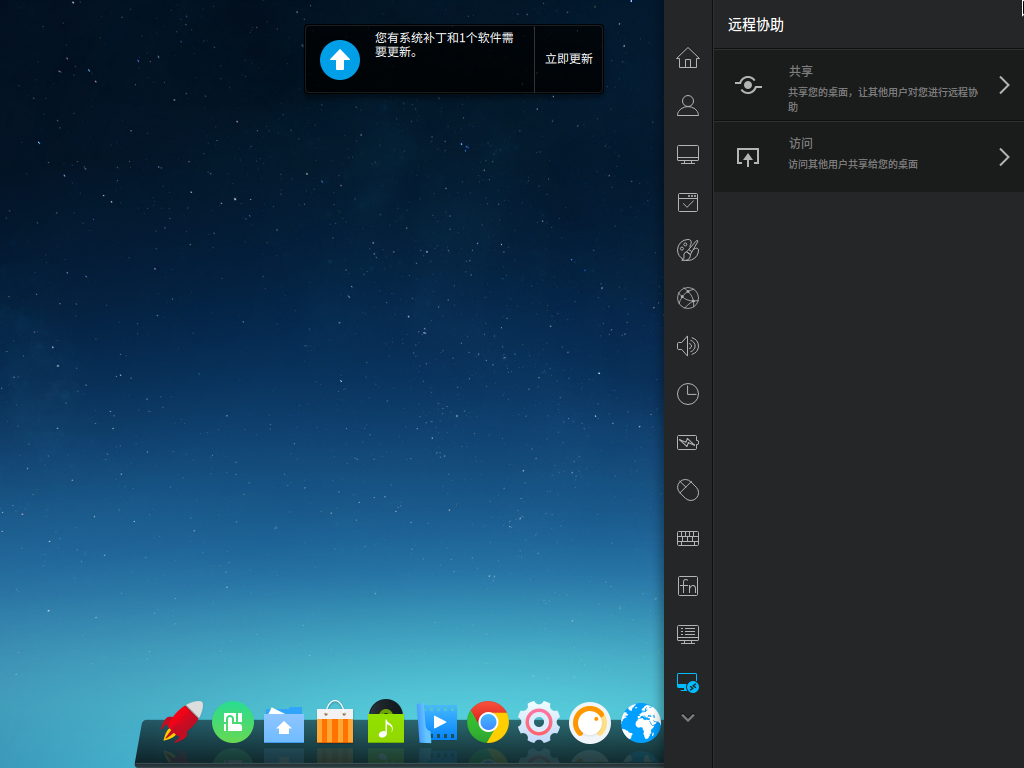 您有系统补丁和1个软件需
要更新。
立即更新
远程协助
共享
共享您的桌面，让其他用户对您进行远程协
助
访问
访问其他用户共享给您的桌面
fn